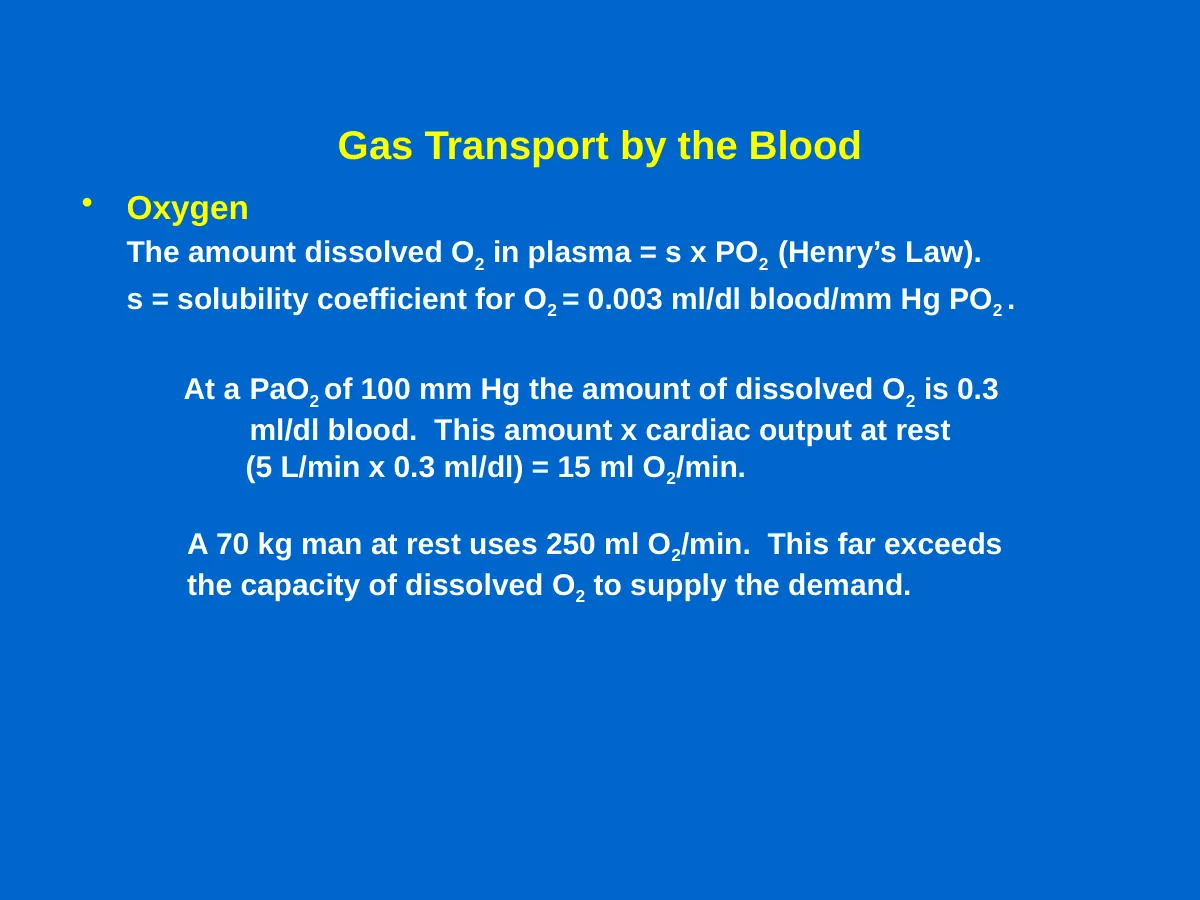 Gas Transport by the Blood
• Oxygen
The amount dissolved O₂ in plasma = s x PO₂ (Henry’s Law).
s = solubility coefficient for O₂ = 0.003 ml/dl blood/mm Hg PO₂ .
At a PaO₂ of 100 mm Hg the amount of dissolved O₂ is 0.3
ml/dl blood.  This amount x cardiac output at rest
(5 L/min x 0.3 ml/dl) = 15 ml O₂/min.
A 70 kg man at rest uses 250 ml O₂/min.  This far exceeds
the capacity of dissolved O₂ to supply the demand.